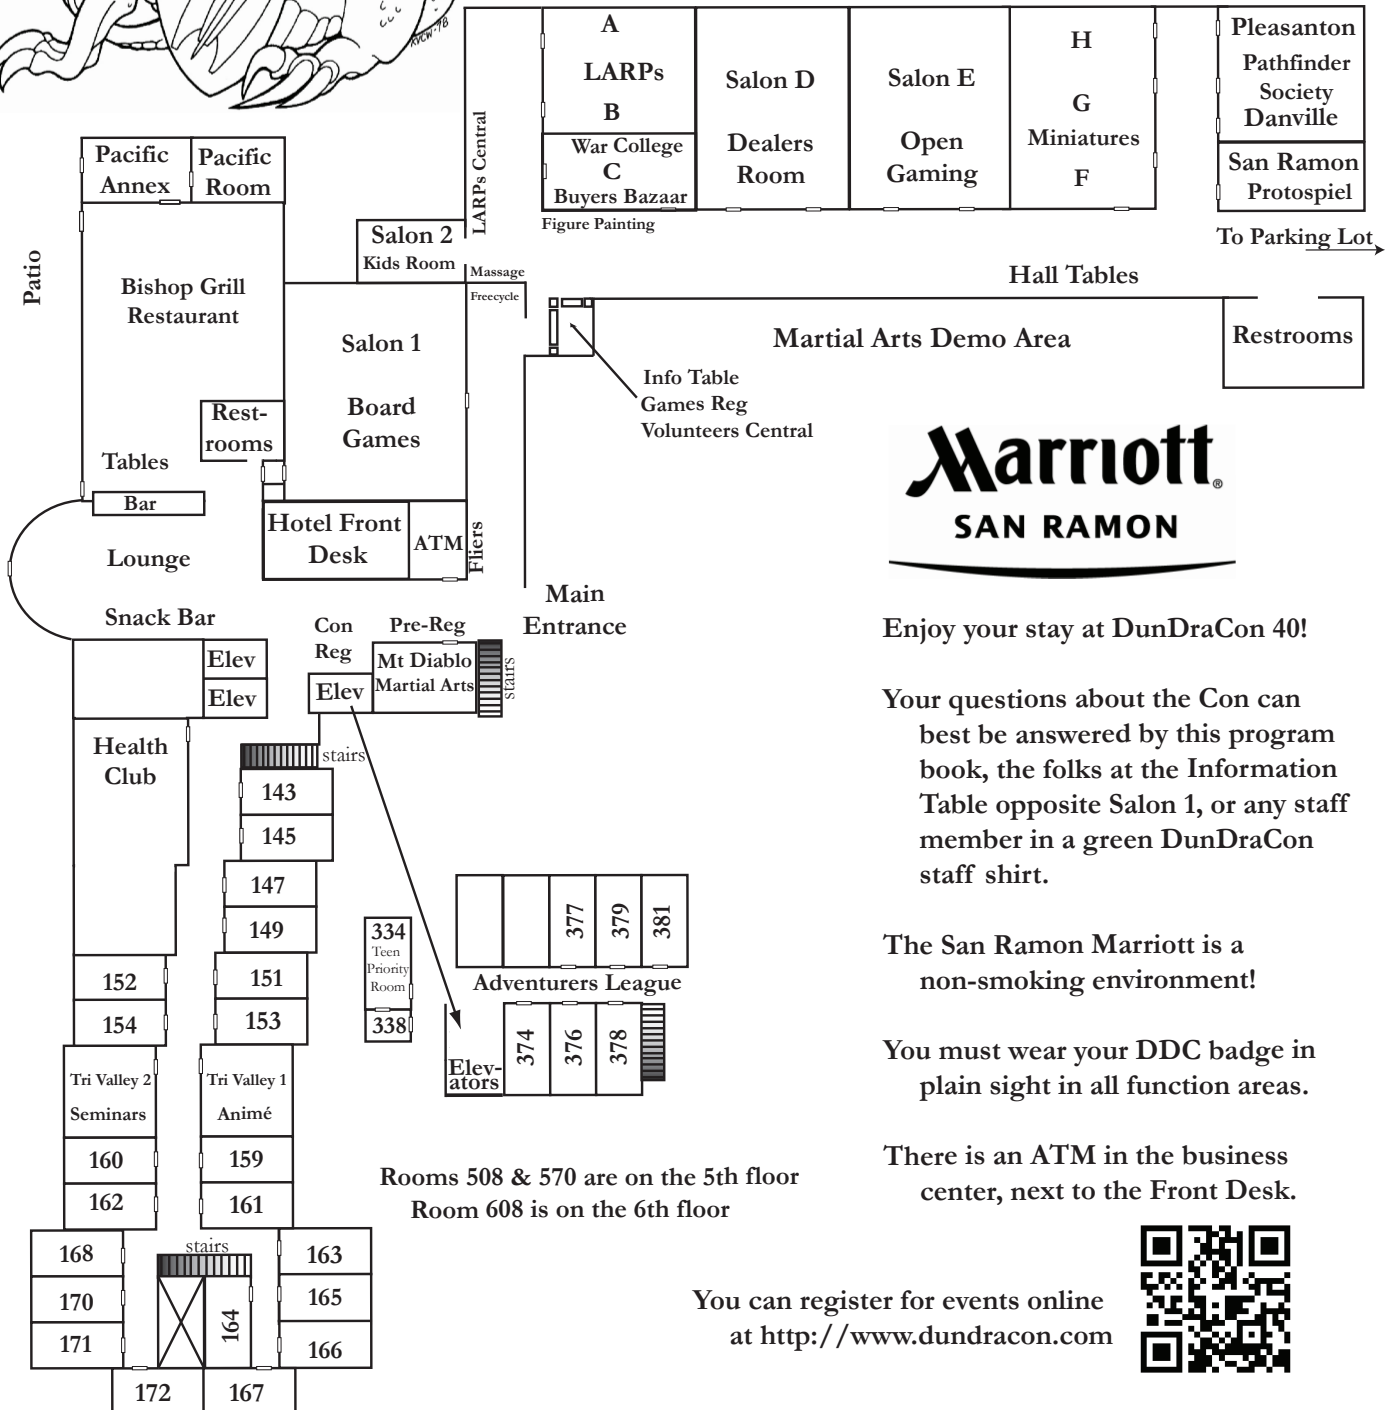 RVCW-'98
A
LARPs
B
War College
C
Buyers Bazaar
Figure Painting
Salon D
Dealers
Room
Salon E
Open
Gaming
H
G
Miniatures
F
Pleasanton
Pathfinder
Society
Danville
San Ramon
Protospiel
To Parking Lot
LARPs Central
Pacific
Annex
Pacific
Room
Patio
Bishop Grill
Restaurant
Salon 2
Kids Room
Massage
Freecycle
Salon 1
Board
Games
Hall Tables
Martial Arts Demo Area
Restrooms
Info Table
Games Reg
Volunteers Central
Rest-
rooms
Tables
Bar
Lounge
Snack Bar
Hotel Front
Desk
ATM
Fliers
Main
Entrance
Con
Reg
Pre-Reg
Mt Diablo
Martial Arts
stairs
Elev
Elev
Elev
Health
Club
stairs
143
145
147
149
151
153
152
154
Tri Valley 2
Seminars
Tri Valley 1
Animé
160
162
159
161
168
170
171
stairs
164
163
165
166
172
167
334
Teen
Priority
Room
338
377
379
381
Adventurers League
Elev-
ators
374
376
378
Rooms 508 & 570 are on the 5th floor
Room 608 is on the 6th floor
Marriott®
SAN RAMON
Enjoy your stay at DunDraCon 40!
Your questions about the Con can
best be answered by this program
book, the folks at the Information
Table opposite Salon 1, or any staff
member in a green DunDraCon
staff shirt.
The San Ramon Marriott is a
non-smoking environment!
You must wear your DDC badge in
plain sight in all function areas.
There is an ATM in the business
center, next to the Front Desk.
You can register for events online
at http://www.dundracon.com